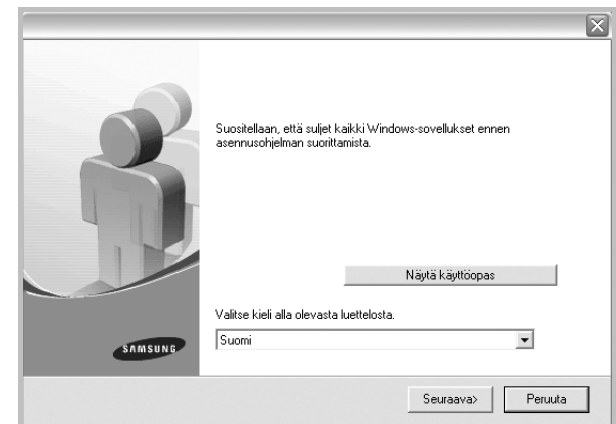 Suositellaan, että suljet kaikki Windows-sovellukset ennen
asennusohjelman suorittamista.
Näytä käyttöopas
Valitse kieli alla olevasta luettelosta.
Suomi
SAMSUNG
Seuraava>
Peruuta